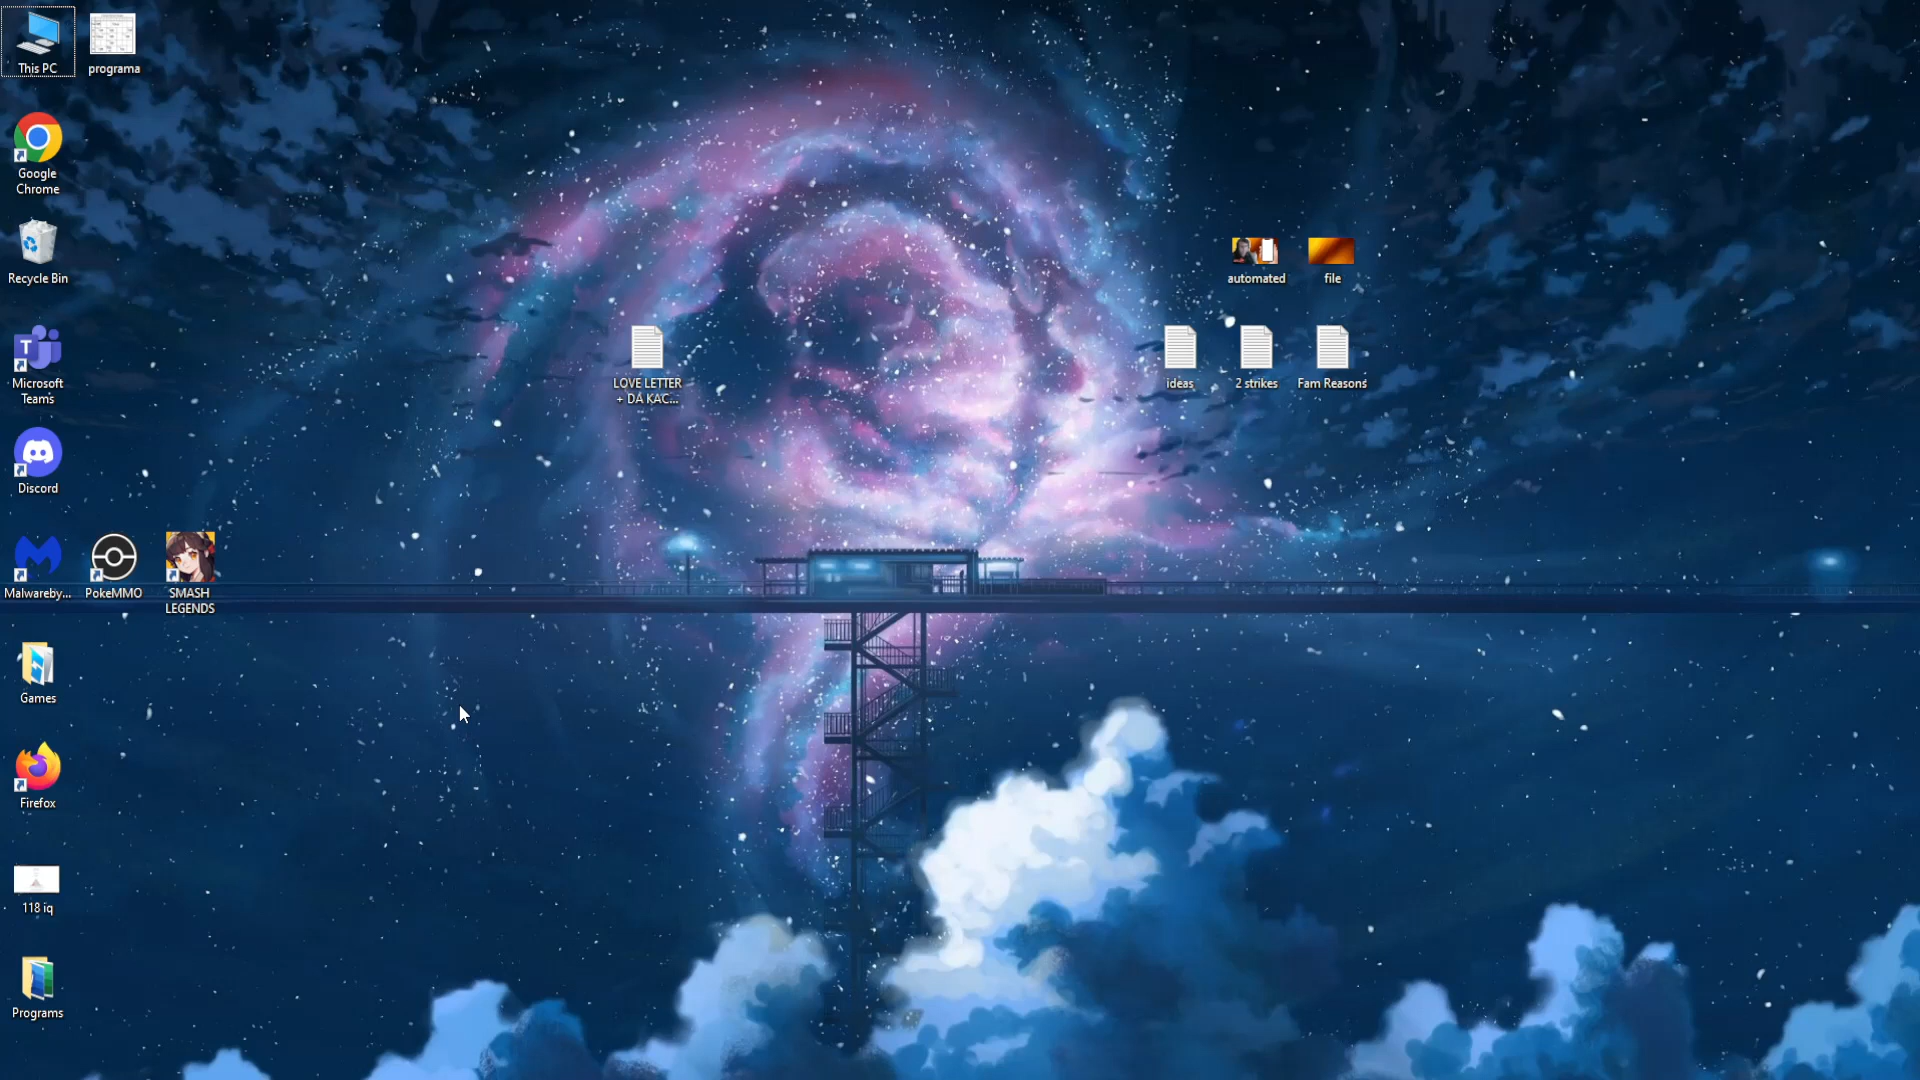 This PC
programa
Google
Chrome
Recycle Bin
automated
file
Microsoft
Teams
LOVE LETTER
+ DA KAC...
ideas
2 strikes
Fam Reasons
Discord
Malwareby...
PokeMMO
SMASH
LEGENDS
Games
Firefox
118 iq
Programs